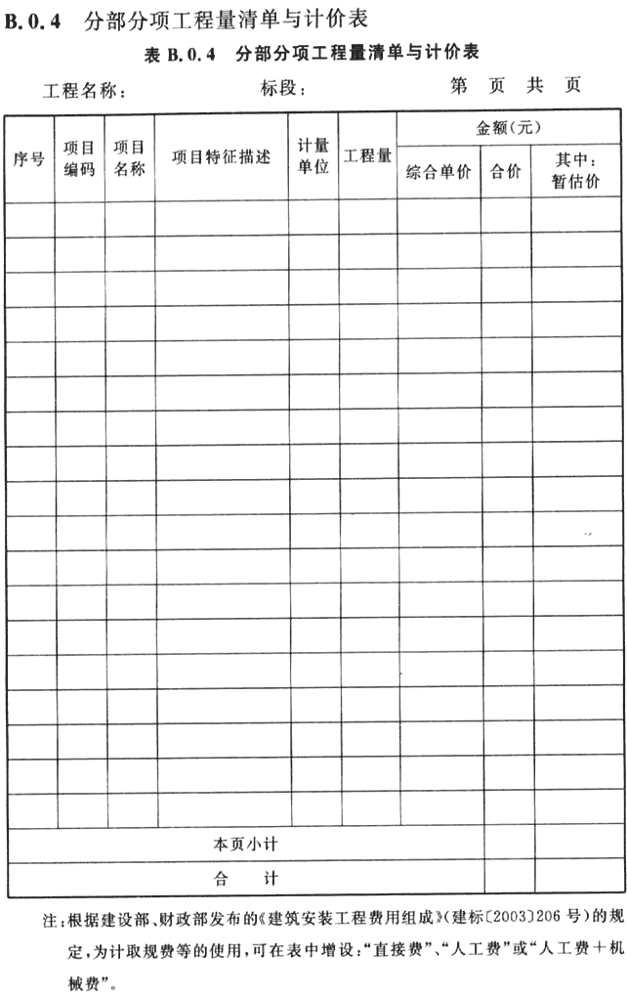 B.0.4 分部分项工程量清单与计价表
表 B.0.4 分部分项工程量清单与计价表
工程名称： 标段： 第 页 共 页
序号 项目编码 项目名称 项目特征描述 计量单位 工程量 金额（元）
综合单价 合价 其中：暂估价
本页小计
合 计
注：根据建设部、财政部发布的《建筑安装工程费用组成》（建标〔2003〕206 号）的规
定，为计取规费等的使用，可在表中增设：“直接费”、“人工费”或“人工费＋机
械费”。